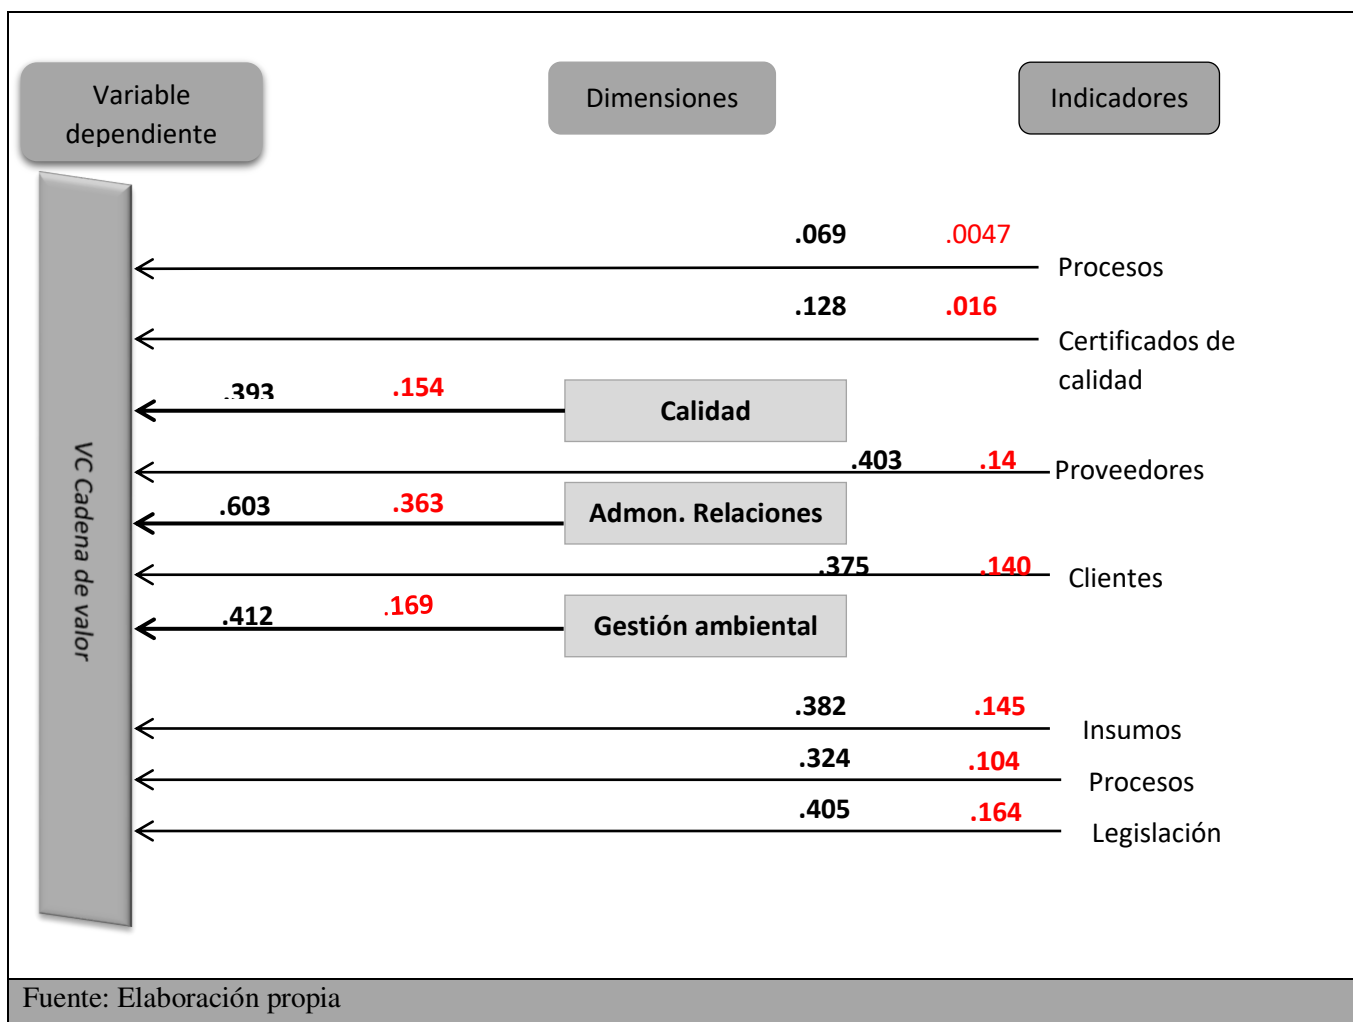 Variable
dependiente
Dimensiones
Indicadores
.069 .0047
Procesos
.128 .016
Certificados de
calidad
.393 .154
Calidad
.403 .14
Proveedores
.603 .363
Admon. Relaciones
.375 .140
Clientes
.412 .169
Gestión ambiental
VC Cadena de valor
.382 .145
Insumos
.324 .104
Procesos
.405 .164
Legislación
Fuente: Elaboración propia